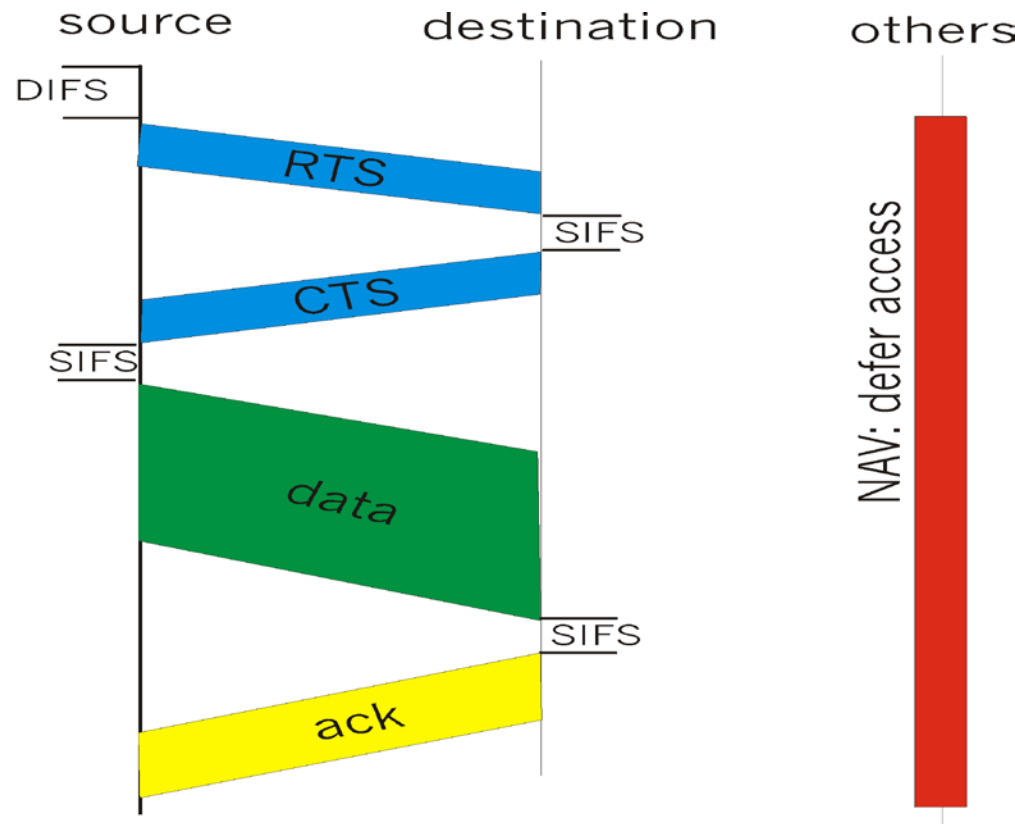 source
destination
others
DIFS
RTS
SIFS
CTS
SIFS
data
NAV: defer access
SIFS
ack